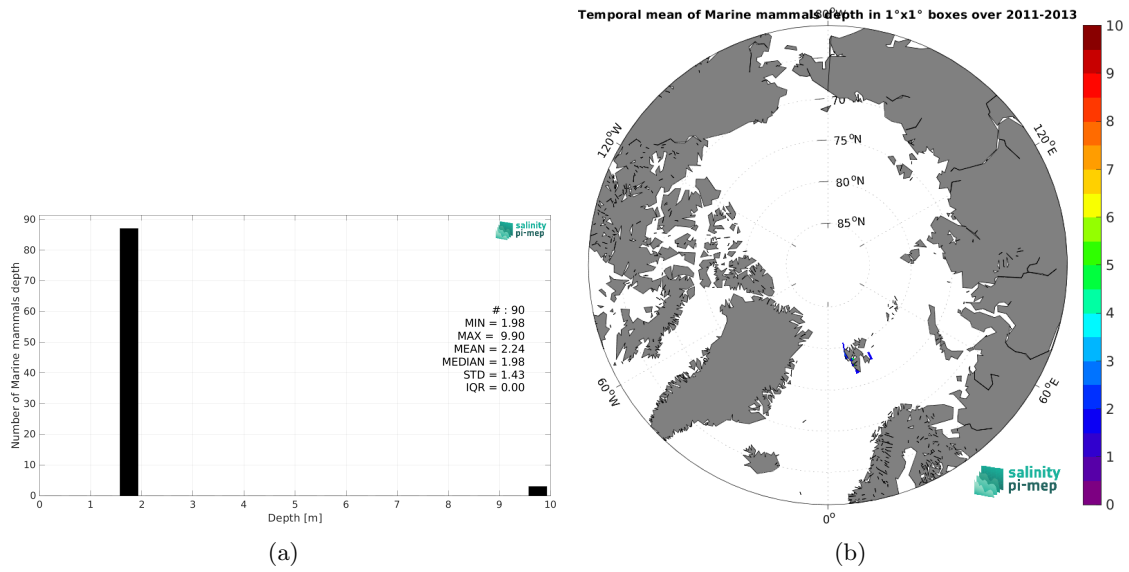 Number of Marine mammals depth
90
80
70
60
50
40
30
20
10
0
0 1 2 3 4 5 6 7 8 9 10
Depth [m]
salinity
pi-mep
# : 90
MIN = 1.98
MAX = 9.90
MEAN = 2.24
MEDIAN = 1.98
STD = 1.43
IQR = 0.00
(a)
Temporal mean of Marine mammals depth in 1°x1° boxes over 2011-2013
180°W
120°W
120°E
70
75°N
80°N
85°N
60°W
60°E
0°
salinity
pi-mep
10
9
8
7
6
5
4
3
2
1
0
(b)